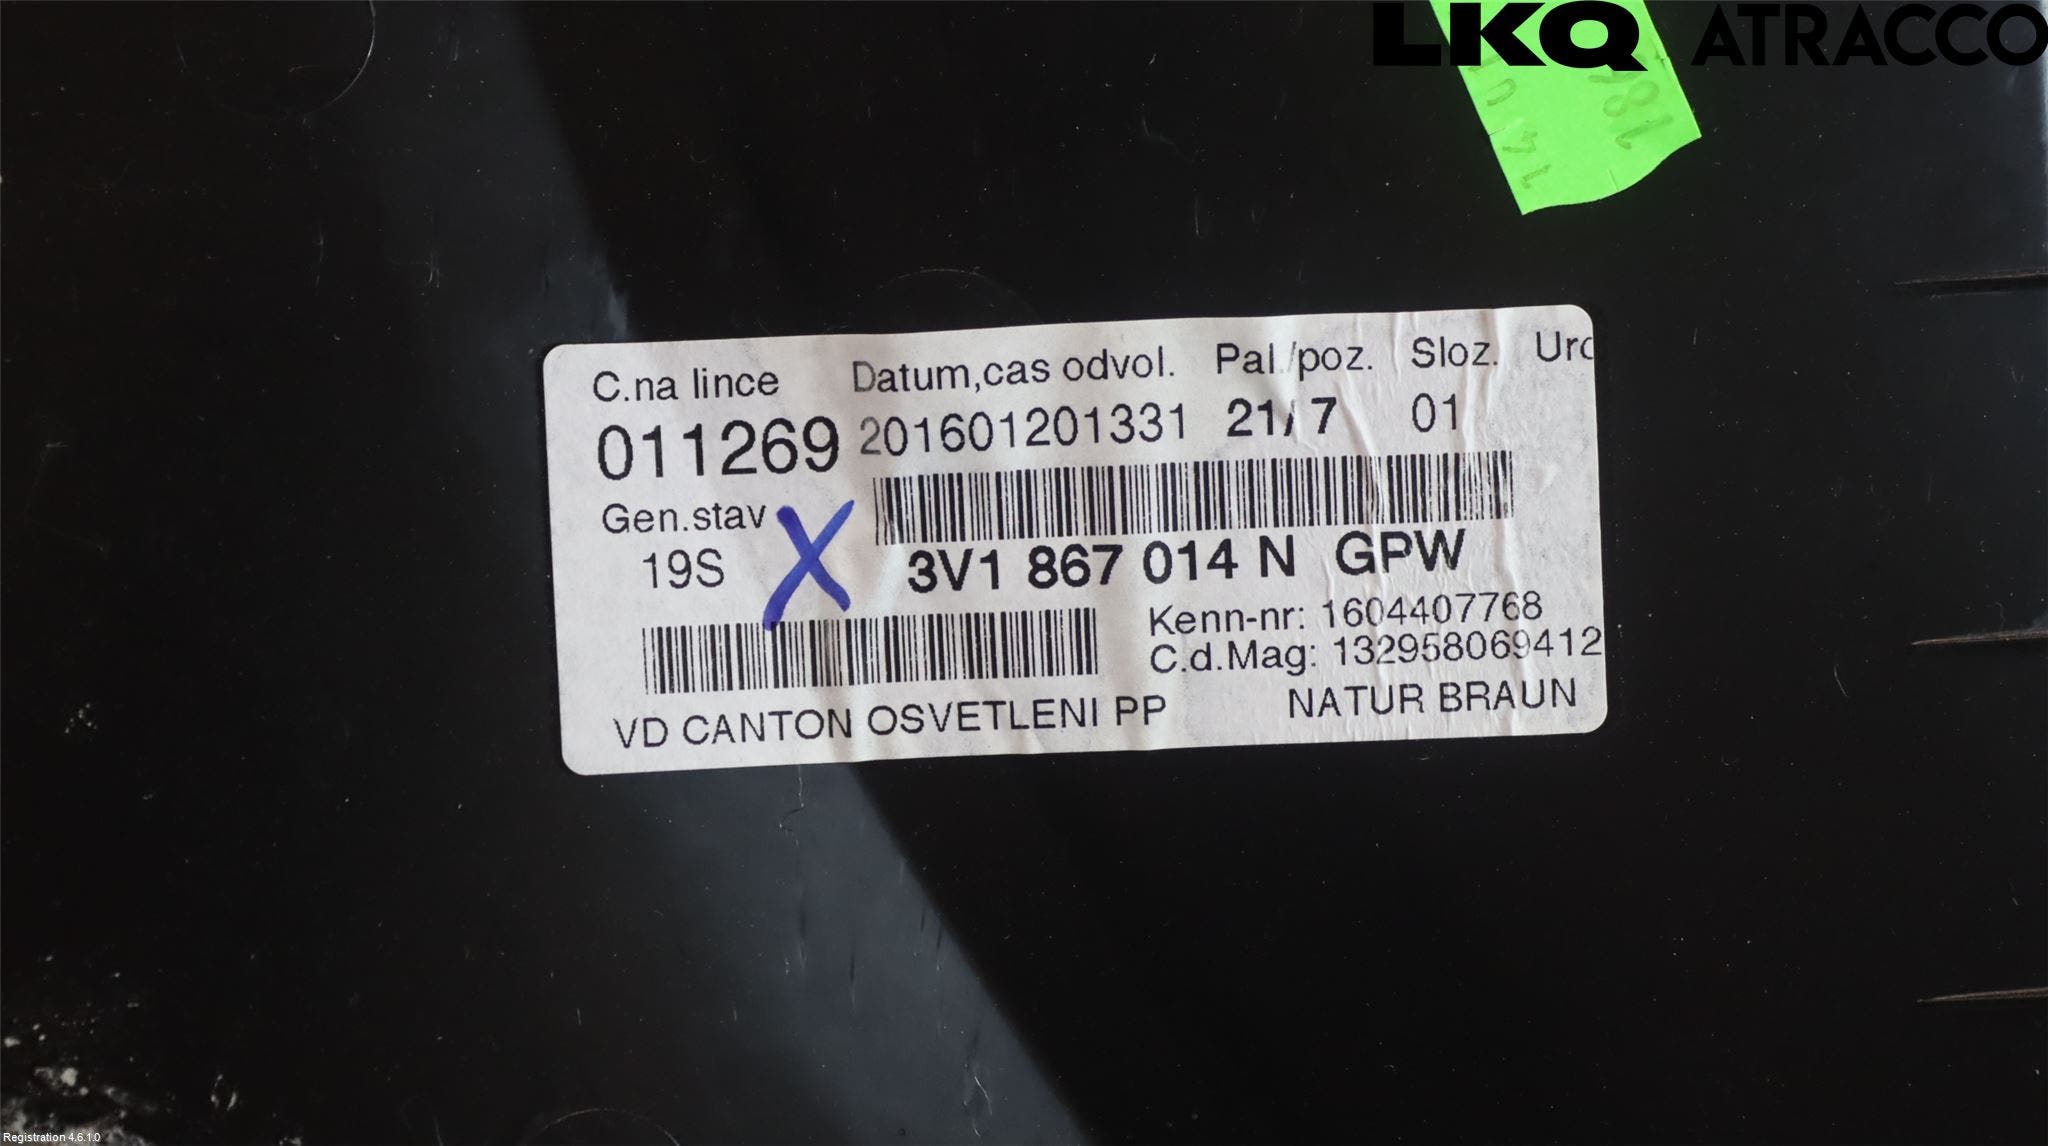 LKQ ATRACCO
186
C.na lince Datum,cas odvol. Pal./poz. Sloz. Urc
011269 201601201331 21/ 7 01
Gen.stav
19S X 3V1 867 014 N GPW
Kenn-nr: 1604407768
C.d.Mag: 132958069412
VD CANTON OSVETLENI PP NATUR BRAUN
Registration 4.6.1.0